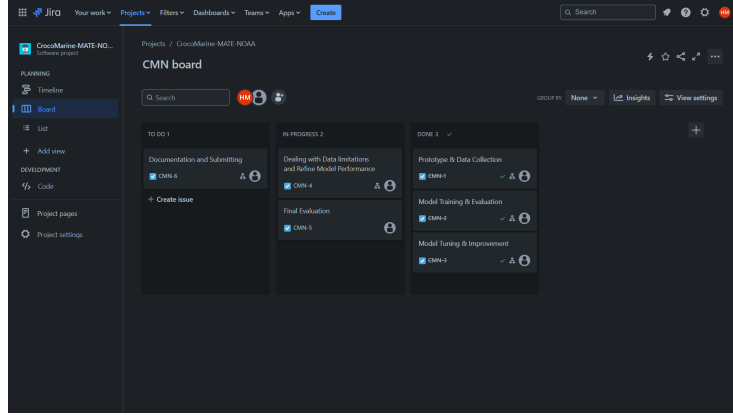 Jira
Your work
Projects
Filters
Dashboards
Teams
Apps
Create
Search
HM
CrocoMarine-MATE-NO...
Software project
PLANNING
Timeline
Board
List
Add view
DEVELOPMENT
Code
Project pages
Project settings
Projects / CrocoMarine-MATE-NOAA
CMN board
Search
HM
GROUP BY
None
Insights
View settings
TO DO 1
Documentation and Submitting
CMN-6
+ Create issue
IN PROGRESS 2
Dealing with Data limitations
and Refine Model Performance
CMN-4
Final Evaluation
CMN-5
DONE 3
Prototype & Data Collection
CMN-1
Model Training & Evaluation
CMN-2
Model Tuning & Improvement
CMN-3